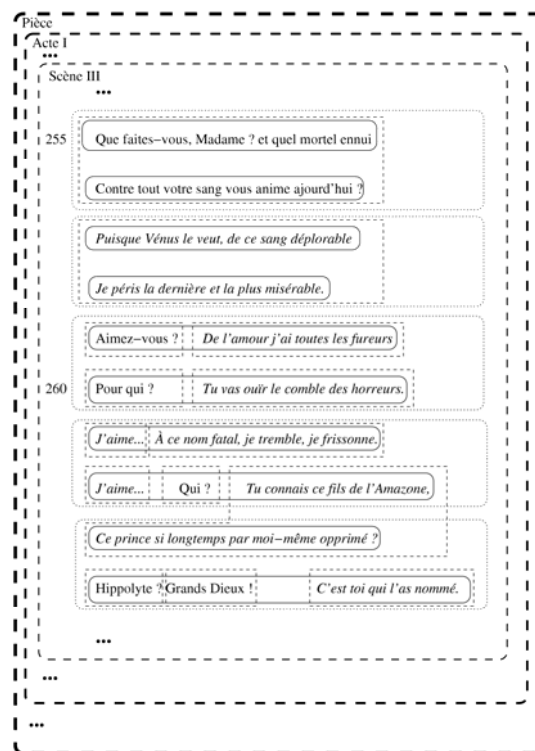 Pièce
Acte I
...
Scène III
...
255 Que faites-vous, Madame ? et quel mortel ennui
Contre tout votre sang vous anime ajourd'hui ?
Puisque Vénus le veut, de ce sang déplorable
Je péris la dernière et la plus misérable.
Aimez-vous ? De l'amour j'ai toutes les fureurs
260 Pour qui ? Tu vas ouïr le comble des horreurs.
J'aime... À ce nom fatal, je tremble, je frissonne.
J'aime... Qui ? Tu connais ce fils de l'Amazone,
Ce prince si longtemps par moi-même opprimé ?
Hippolyte ? Grands Dieux ! C'est toi qui l'as nommé.
...
...
...